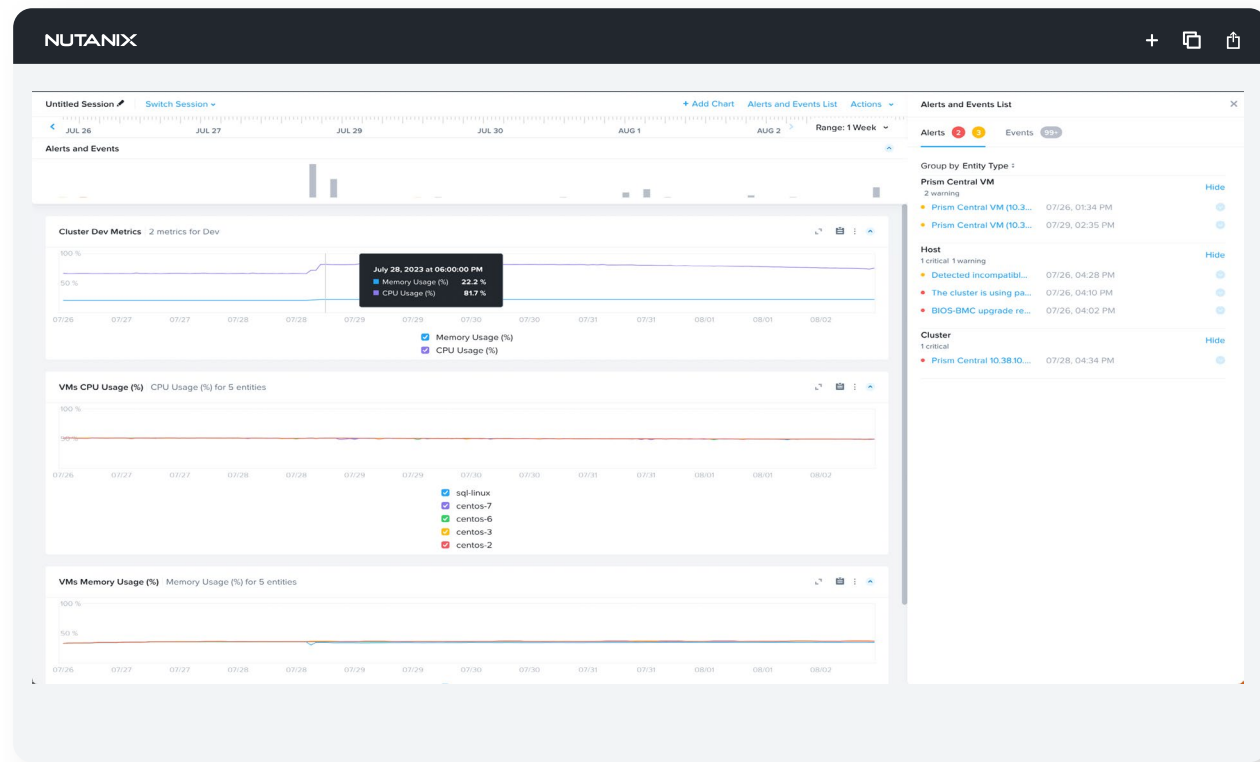 NUTANIX
Untitled Session Switch Session + Add Chart Alerts and Events List Actions
JUL 26 JUL 27 JUL 29 JUL 30 AUG 1 AUG 2 Range: 1 Week
Alerts and Events
Cluster Dev Metrics 2 metrics for Dev
100 %
50 %
July 28, 2023 at 06:00:00 PM
Memory Usage (%) 22.2 %
CPU Usage (%) 81.7 %
07/26 07/27 07/27 07/28 07/28 07/29 07/29 07/30 07/30 07/31 07/31 08/01 08/01 08/02
Memory Usage (%)
CPU Usage (%)
VMs CPU Usage (%) CPU Usage (%) for 5 entities
100 %
50 %
07/26 07/27 07/27 07/28 07/28 07/29 07/29 07/30 07/30 07/31 07/31 08/01 08/01 08/02
sql-linux
centos-7
centos-6
centos-3
centos-2
VMs Memory Usage (%) Memory Usage (%) for 5 entities
100 %
50 %
07/26 07/27 07/27 07/28 07/28 07/29 07/29 07/30 07/30 07/31 07/31 08/01 08/01 08/02
Alerts and Events List
Alerts 2 3 Events 99+
Group by Entity Type
Prism Central VM
2 warning Hide
Prism Central VM (10.3... 07/26, 01:34 PM
Prism Central VM (10.3... 07/29, 02:35 PM
Host
1 critical 1 warning Hide
Detected incompatibl... 07/26, 04:28 PM
The cluster is using pa... 07/26, 04:10 PM
BIOS-BMC upgrade re... 07/26, 04:02 PM
Cluster
1 critical Hide
Prism Central 10.38.10.... 07/28, 04:34 PM